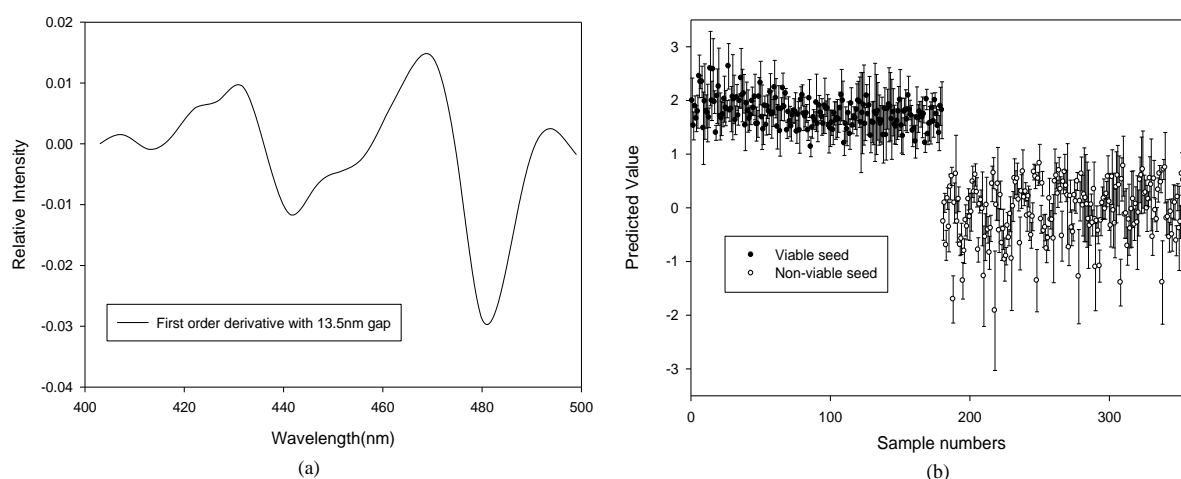 0.02
0.01
0.00
-0.01
-0.02
-0.03
-0.04
Relative Intensity
First order derivative with 13.5nm gap
400
420
440
460
480
500
Wavelength(nm)
(a)
3
2
1
0
-1
-2
-3
Predicted Value
Viable seed
Non-viable seed
0
100
200
300
Sample numbers
(b)